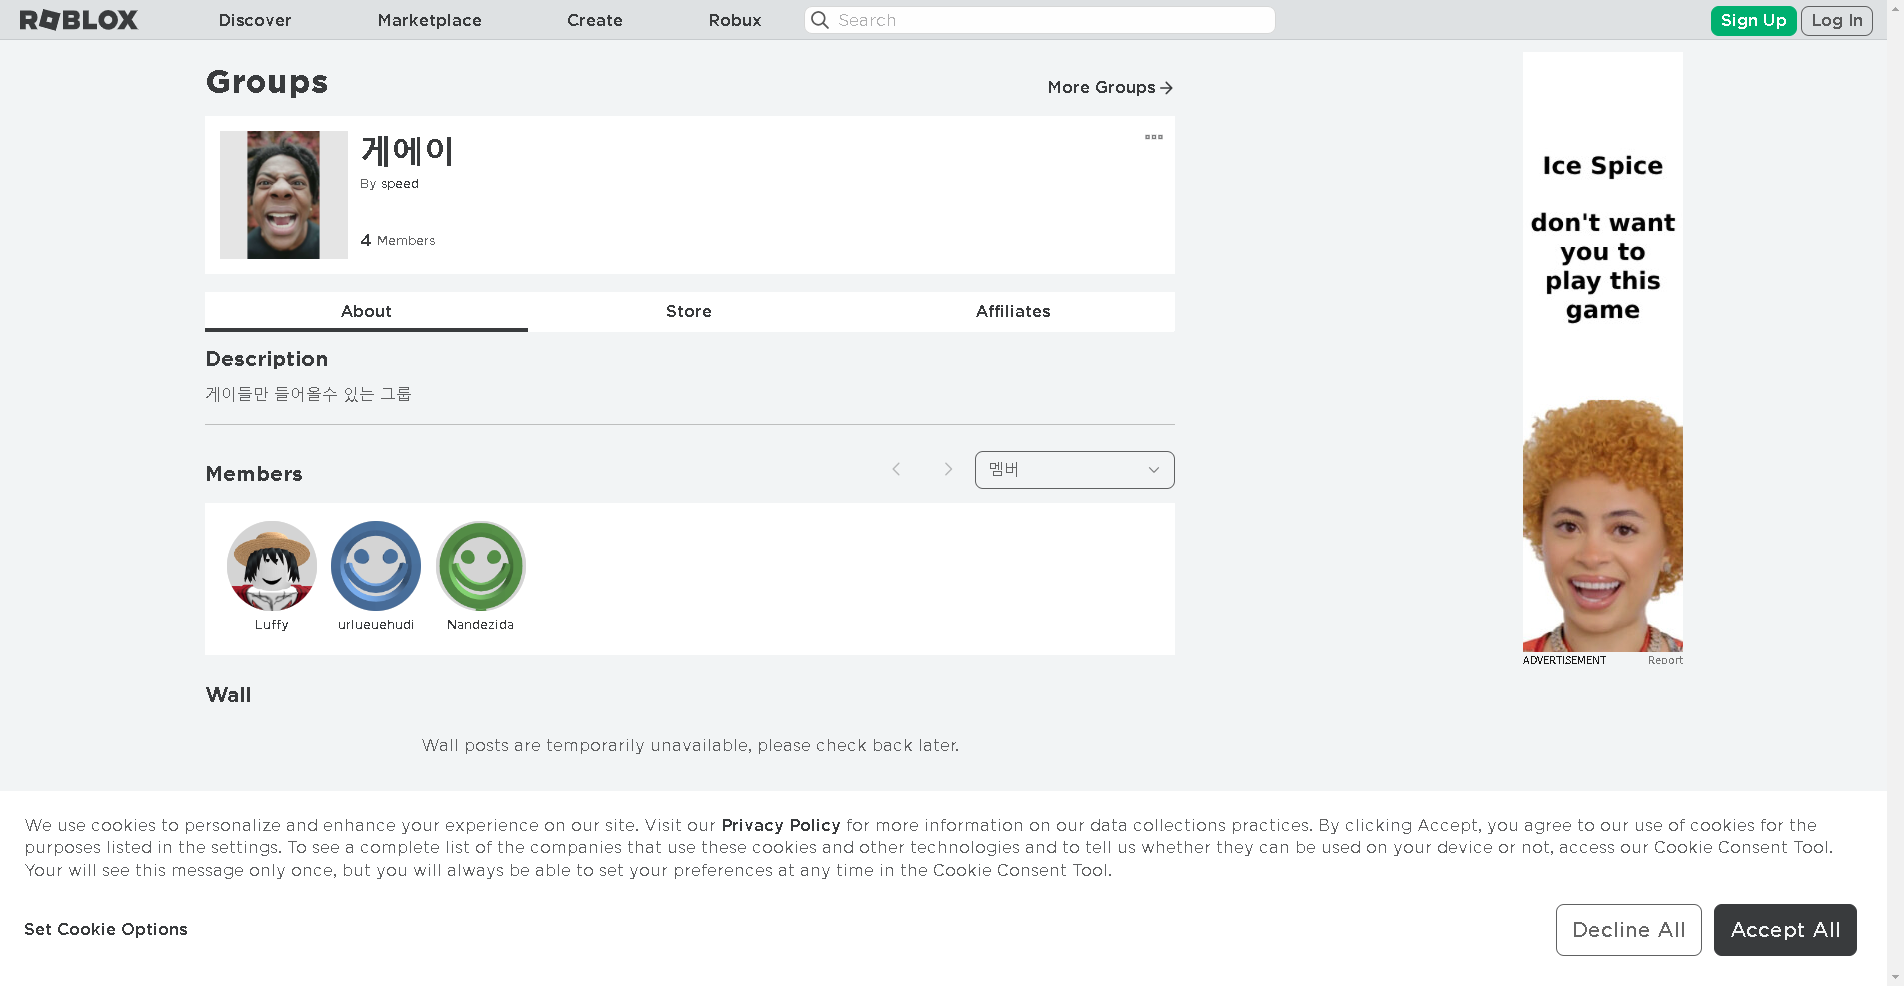 ROBLOX
Discover
Marketplace
Create
Robux
Search
Sign Up
Log In
Groups
More Groups
게에이
By speed
4 Members
About
Store
Affiliates
Description
게이들만 들어올수 있는 그룹
Members
멤버
Luffy
urlueuehudi
Nandezida
Wall
Wall posts are temporarily unavailable, please check back later.
Ice Spice
don't want
you to
play this
game
ADVERTISEMENT
Report
We use cookies to personalize and enhance your experience on our site. Visit our Privacy Policy for more information on our data collections practices. By clicking Accept, you agree to our use of cookies for the
purposes listed in the settings. To see a complete list of the companies that use these cookies and other technologies and to tell us whether they can be used on your device or not, access our Cookie Consent Tool.
Your will see this message only once, but you will always be able to set your preferences at any time in the Cookie Consent Tool.
Set Cookie Options
Decline All
Accept All